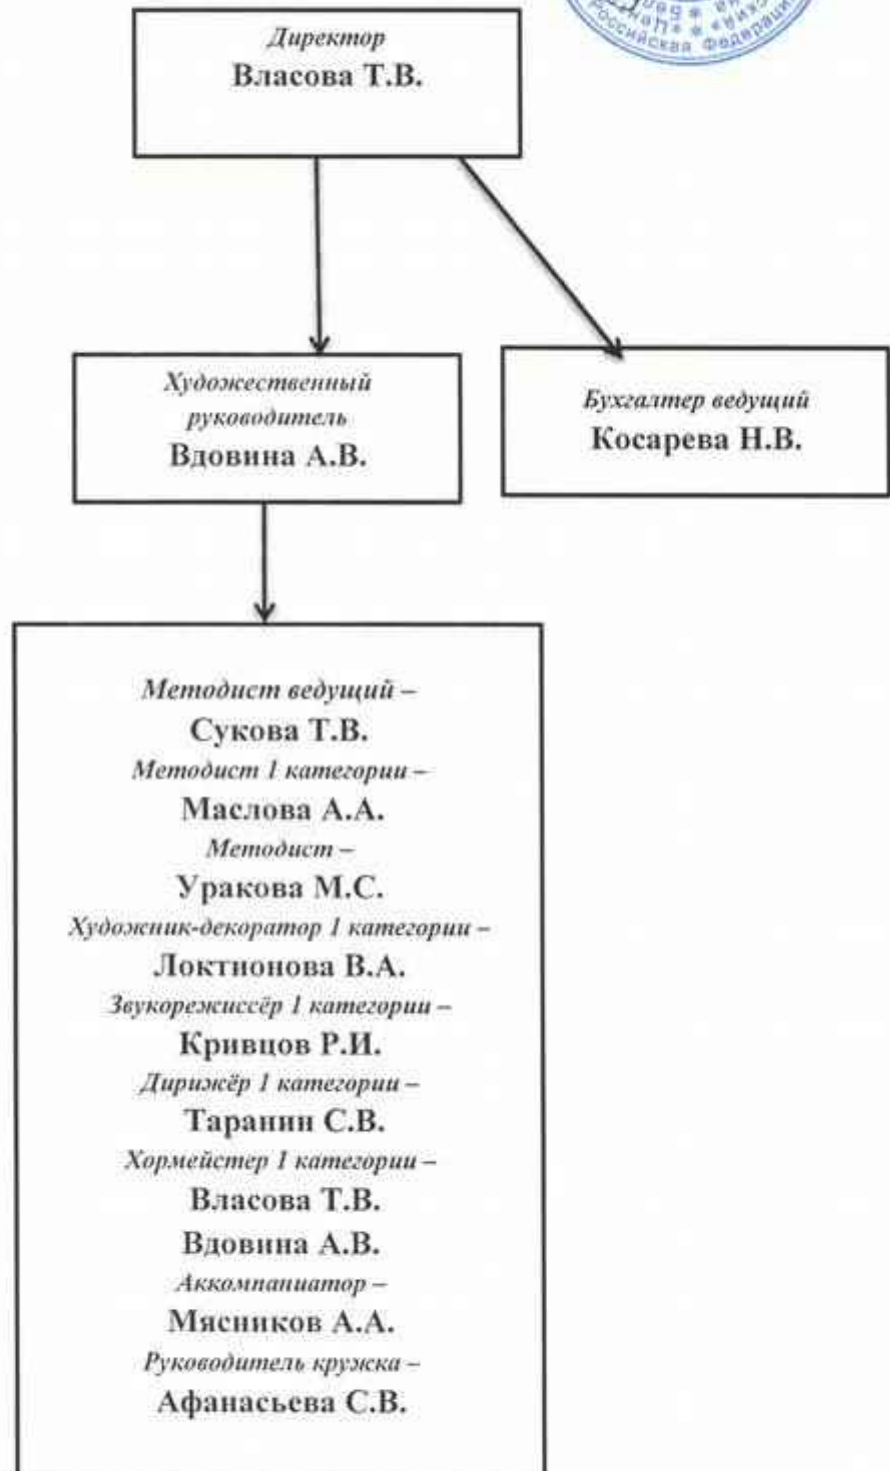 Российская Федерация
Директор
Власова Т.В.
Художественный
руководитель
Вдовина А.В.
Бухгалтер ведущий
Косарева Н.В.
Методист ведущий –
Сукова Т.В.
Методист 1 категории –
Маслова А.А.
Методист –
Уракова М.С.
Художник-декоратор 1 категории –
Локтионова В.А.
Звукорежиссёр 1 категории –
Кривцов Р.И.
Дирижёр 1 категории –
Таранин С.В.
Хормейстер 1 категории –
Власова Т.В.
Вдовина А.В.
Аккомпаниатор –
Мясников А.А.
Руководитель кружка –
Афанасьева С.В.